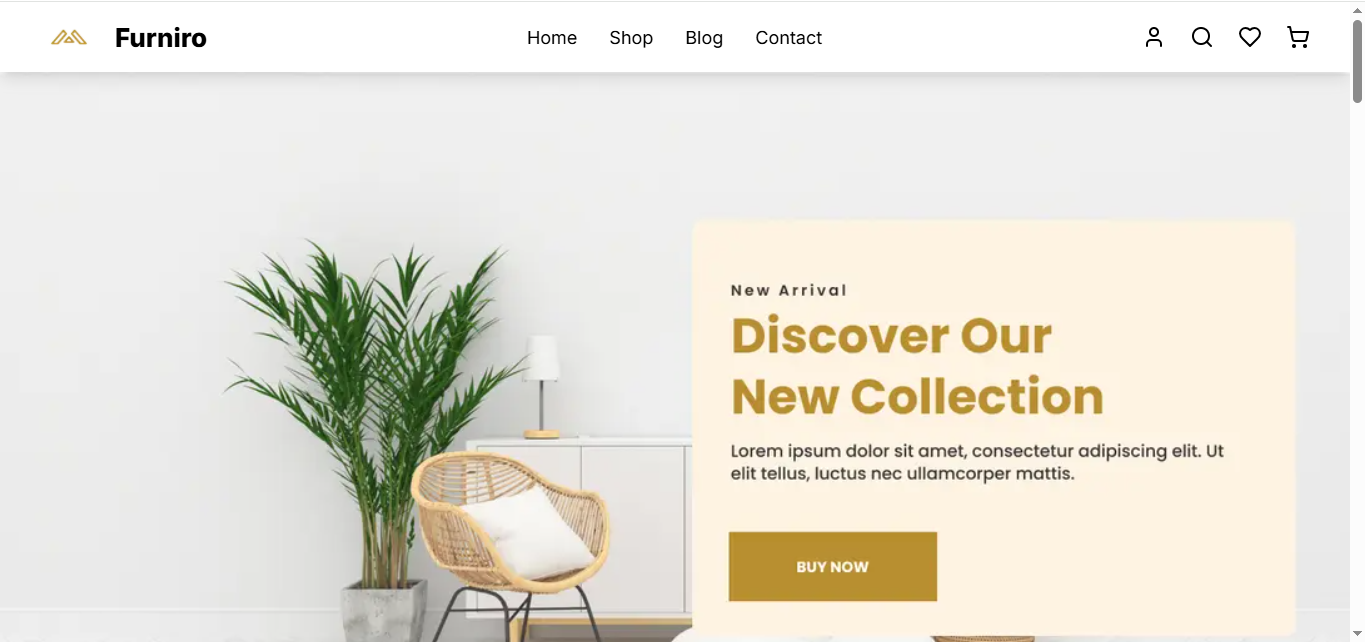 Furniro
Home
Shop
Blog
Contact
New Arrival
Discover Our
New Collection
Lorem ipsum dolor sit amet, consectetur adipiscing elit. Ut
elit tellus, luctus nec ullamcorper mattis.
BUY NOW